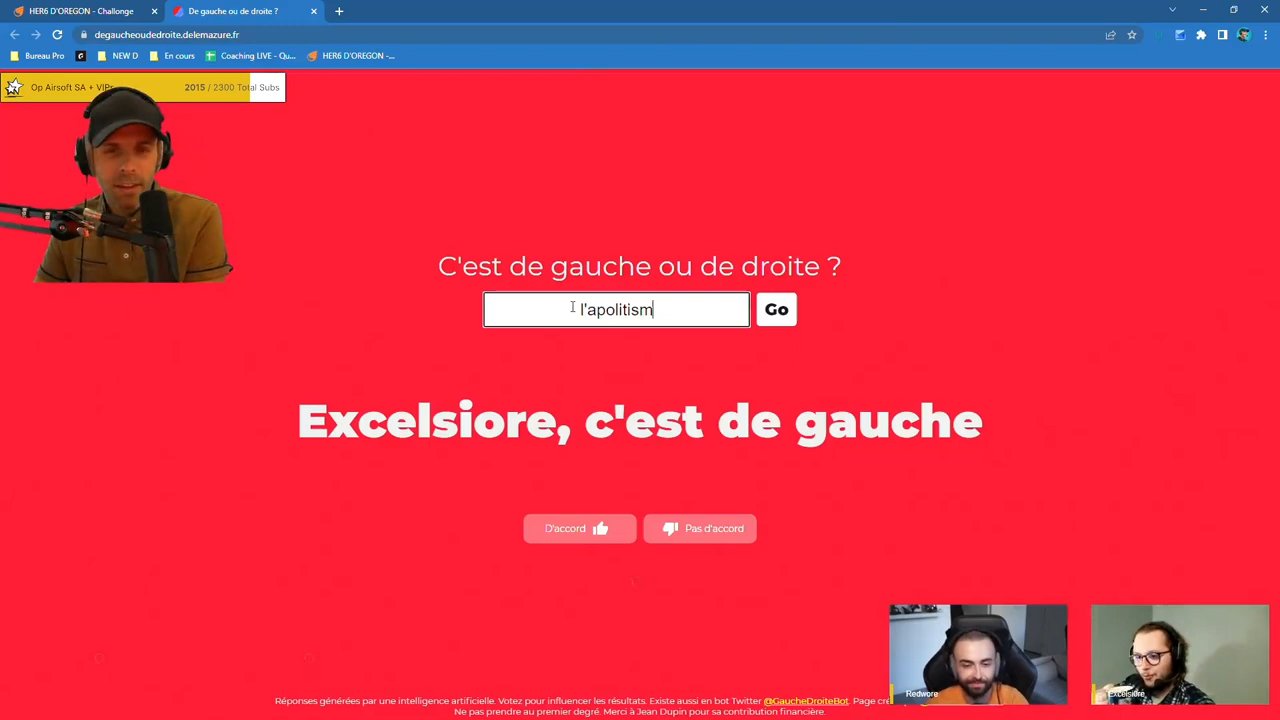 HER6 D'OREGON - Challonge
De gauche ou de droite ?
degaucheoudedroite.delemazure.fr
Bureau Pro
NEW D
En cours
Coaching LIVE - Qu...
HER6 D'OREGON -...
Op Airsoft SA + VIPs
2015 / 2300 Total Subs
C'est de gauche ou de droite ?
l'apolitism
Go
Excelsiore, c'est de gauche
D'accord
Pas d'accord
Redwore
Excelsiore
Réponses générées par une intelligence artificielle. Votez pour influencer les résultats. Existe aussi en bot Twitter @GaucheDroiteBot. Page
Ne pas prendre au premier degré. Merci à Jean Dupin pour sa contribution financière.